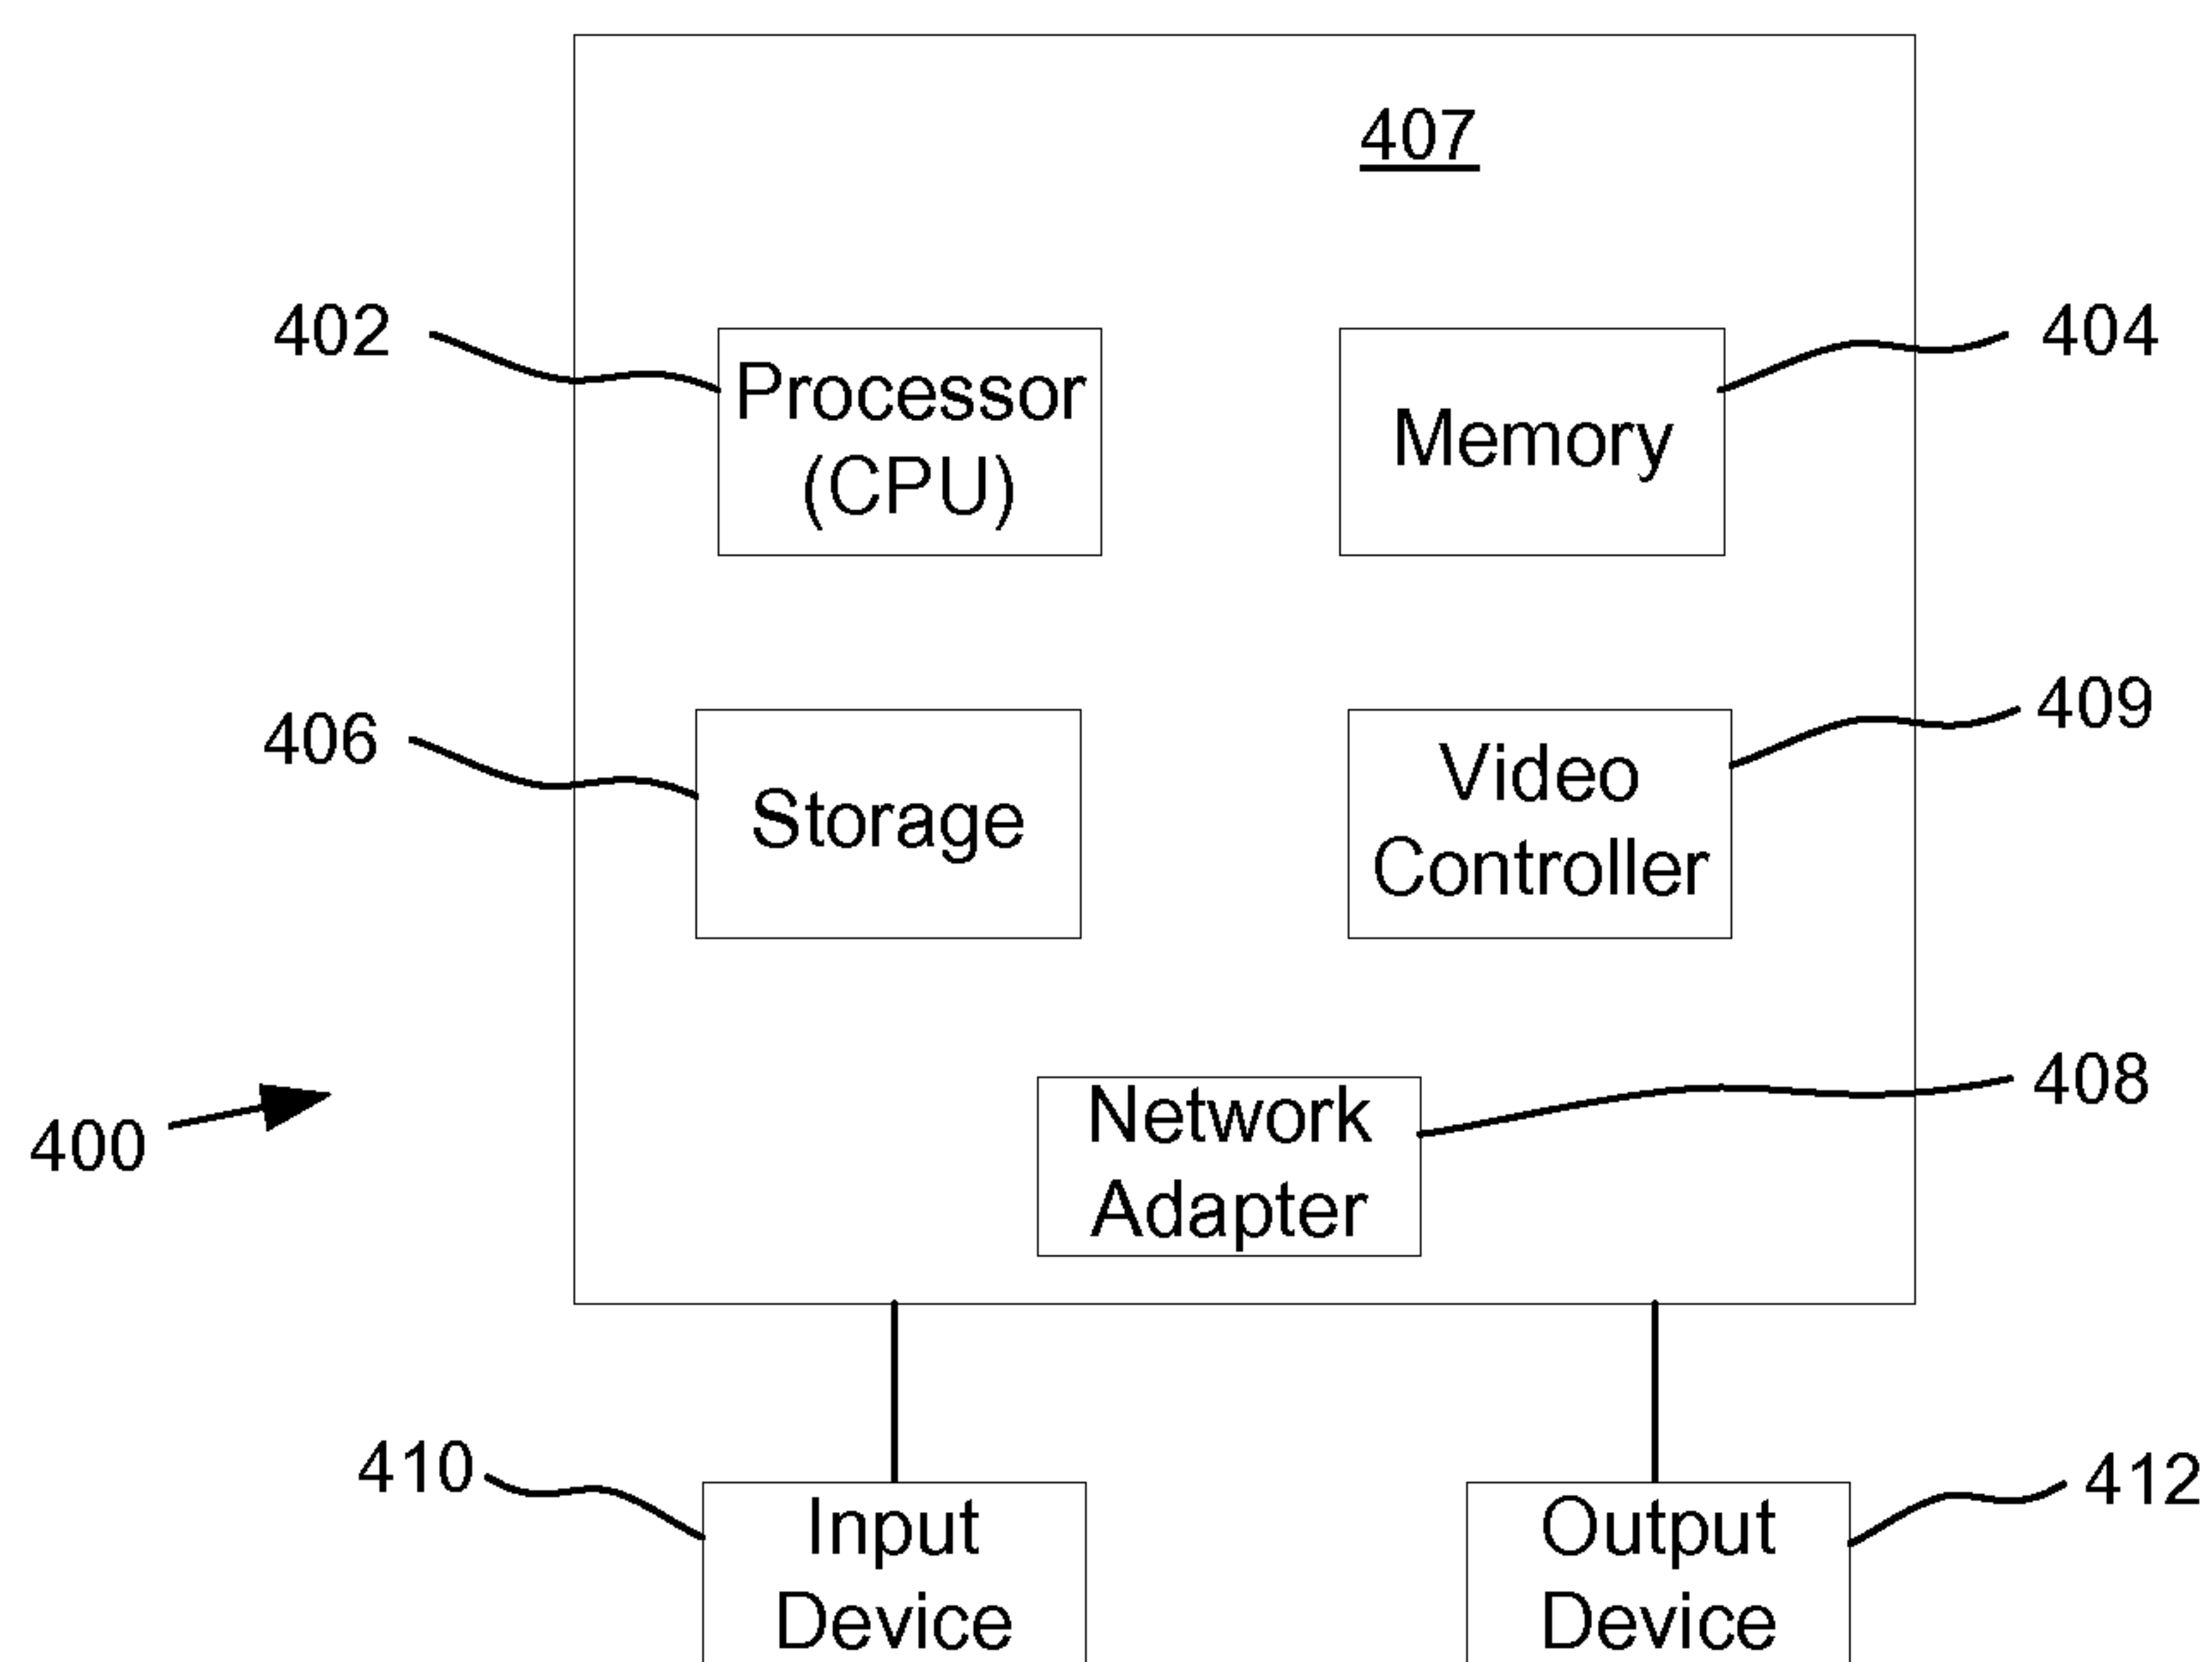 407
402
Processor
(CPU)
404
Memory
406
Storage
409
Video
Controller
400
408
Network
Adapter
410
Input
Device
412
Output
Device